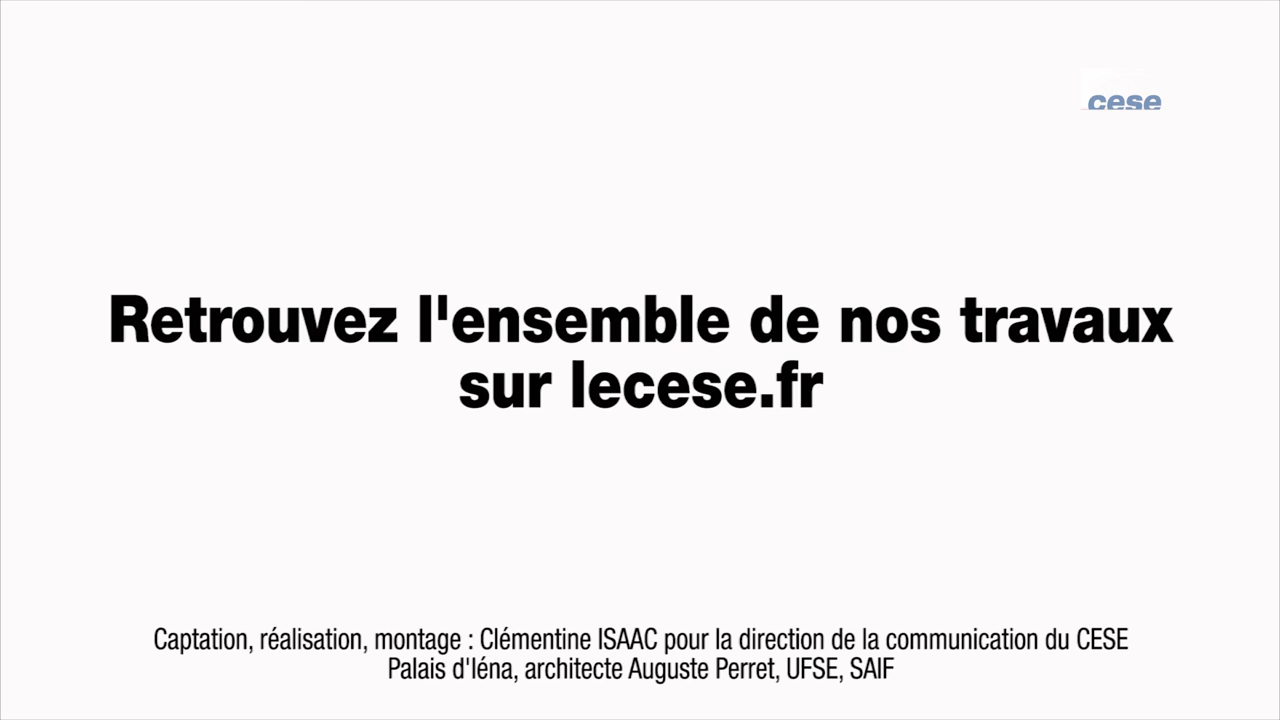 cese
Retrouvez l'ensemble de nos travaux
sur lecese.fr
Captation, réalisation, montage : Clémentine ISAAC pour la direction de la communication du CESE
Palais d'Iéna, architecte Auguste Perret, UFSE, SAIF